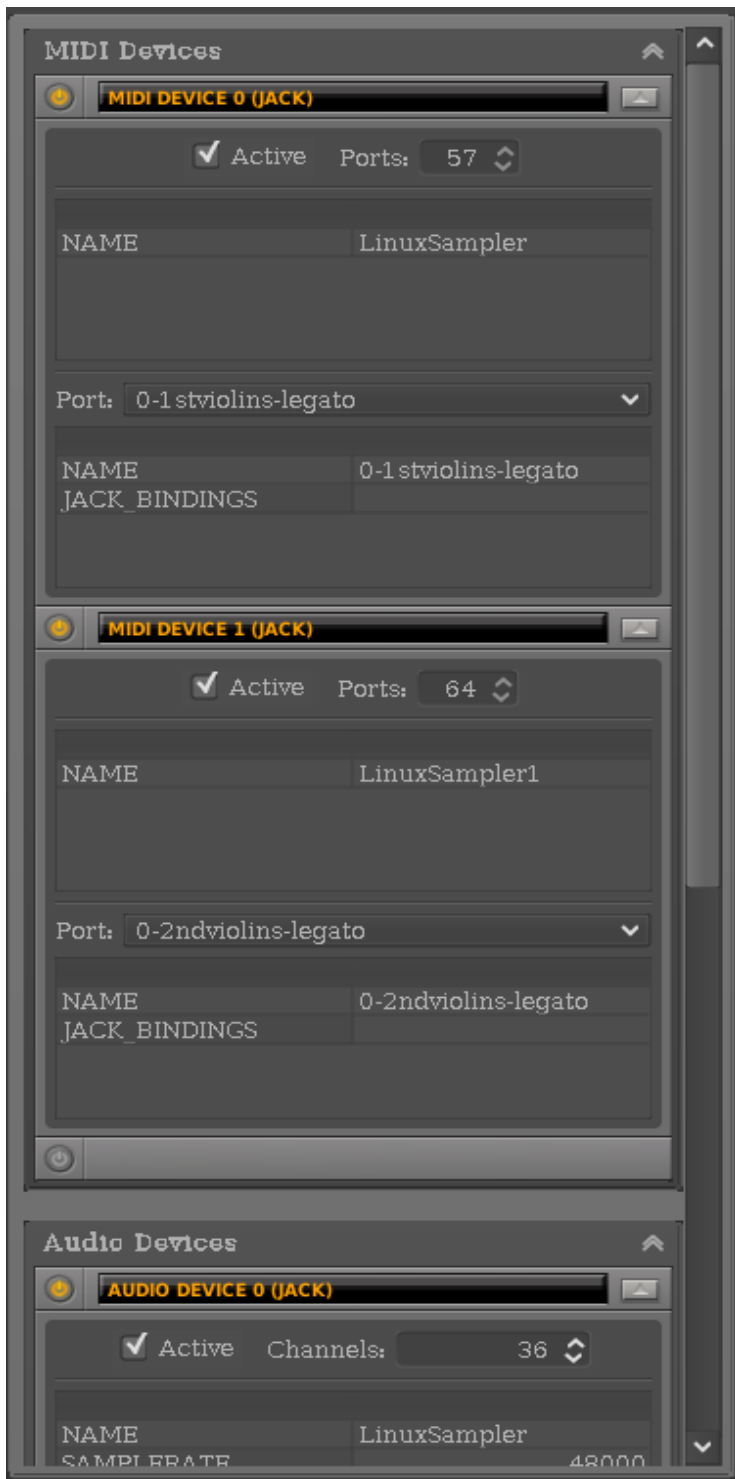 MIDI Devices
MIDI DEVICE 0 (JACK)
Active Ports: 57
NAME LinuxSampler
Port: 0-1stviolins-legato
NAME 0-1stviolins-legato
JACK_BINDINGS
MIDI DEVICE 1 (JACK)
Active Ports: 64
NAME LinuxSampler1
Port: 0-2ndviolins-legato
NAME 0-2ndviolins-legato
JACK_BINDINGS
Audio Devices
AUDIO DEVICE 0 (JACK)
Active Channels: 36
NAME LinuxSampler
SAMPLERATE 48000